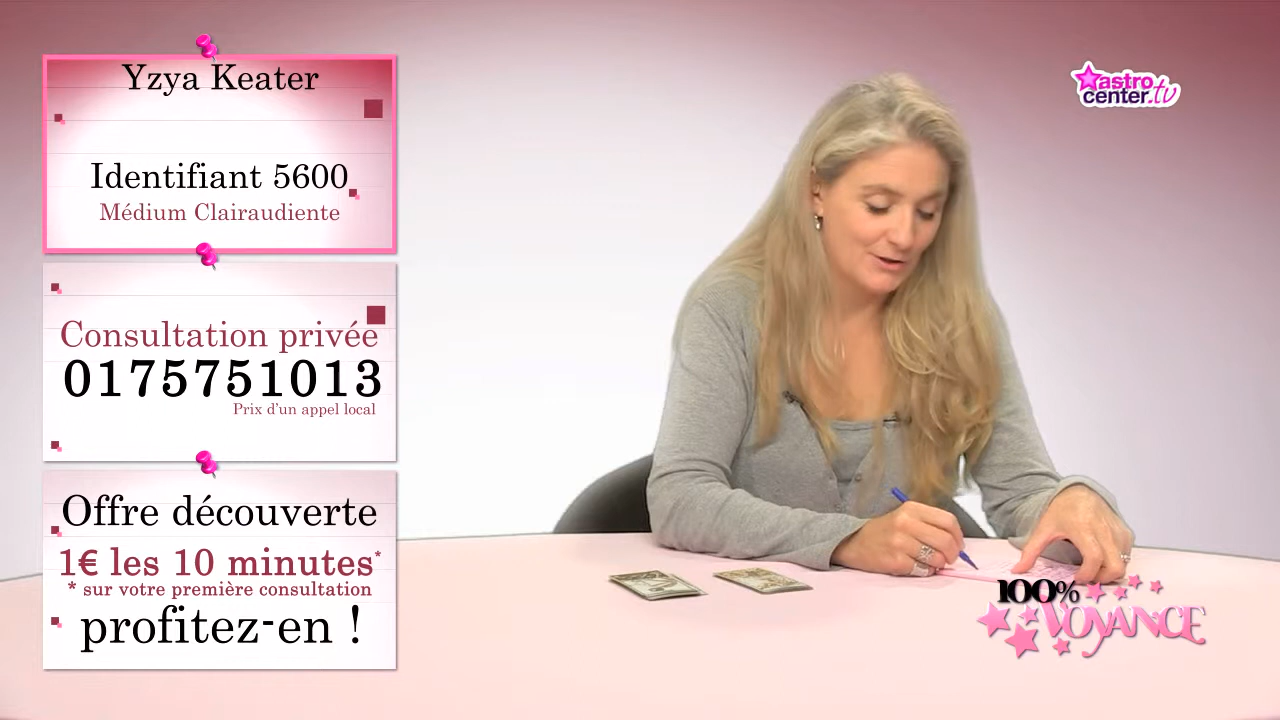 Yzya Keater
Identifiant 5600
Médium Clairaudiente
Consultation privée
0175751013
Prix d'un appel local
Offre découverte
1€ les 10 minutes*
* sur votre première consultation
profitez-en !
astro
center.tv
100%
VOYANCE